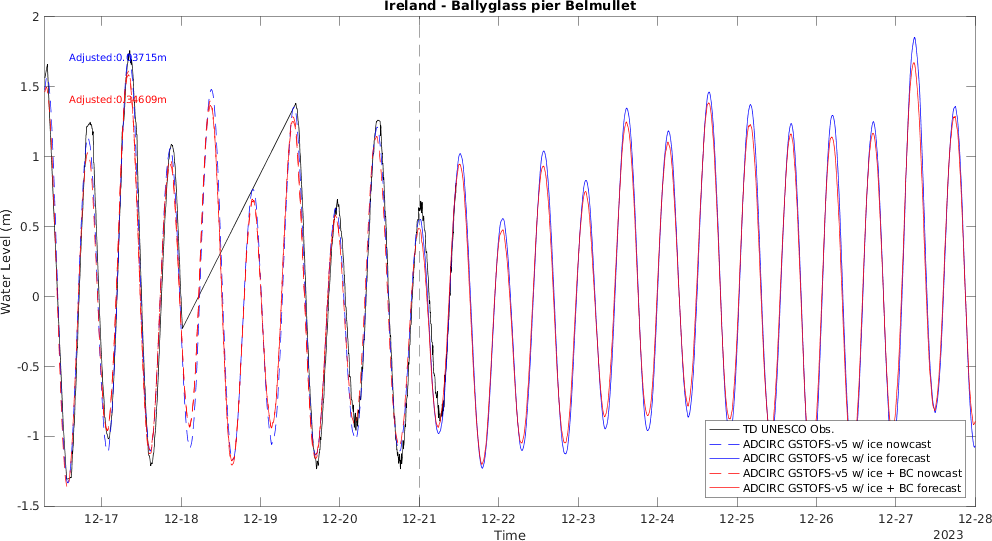 Ireland - Ballyglass pier Belmullet
2
1.5
1
0.5
0
-0.5
-1
-1.5
Water Level (m)
Adjusted:0.
Adjusted:0.34609m
TD UNESCO Obs.
ADCIRC GSTOFS-v5 w/ ice nowcast
ADCIRC GSTOFS-v5 w/ ice forecast
ADCIRC GSTOFS-v5 w/ ice + BC nowcast
ADCIRC GSTOFS-v5 w/ ice + BC forecast
12-17
12-18
12-19
12-20
12-21
12-22
12-23
12-24
12-25
12-26
12-27
12-28
Time
2023